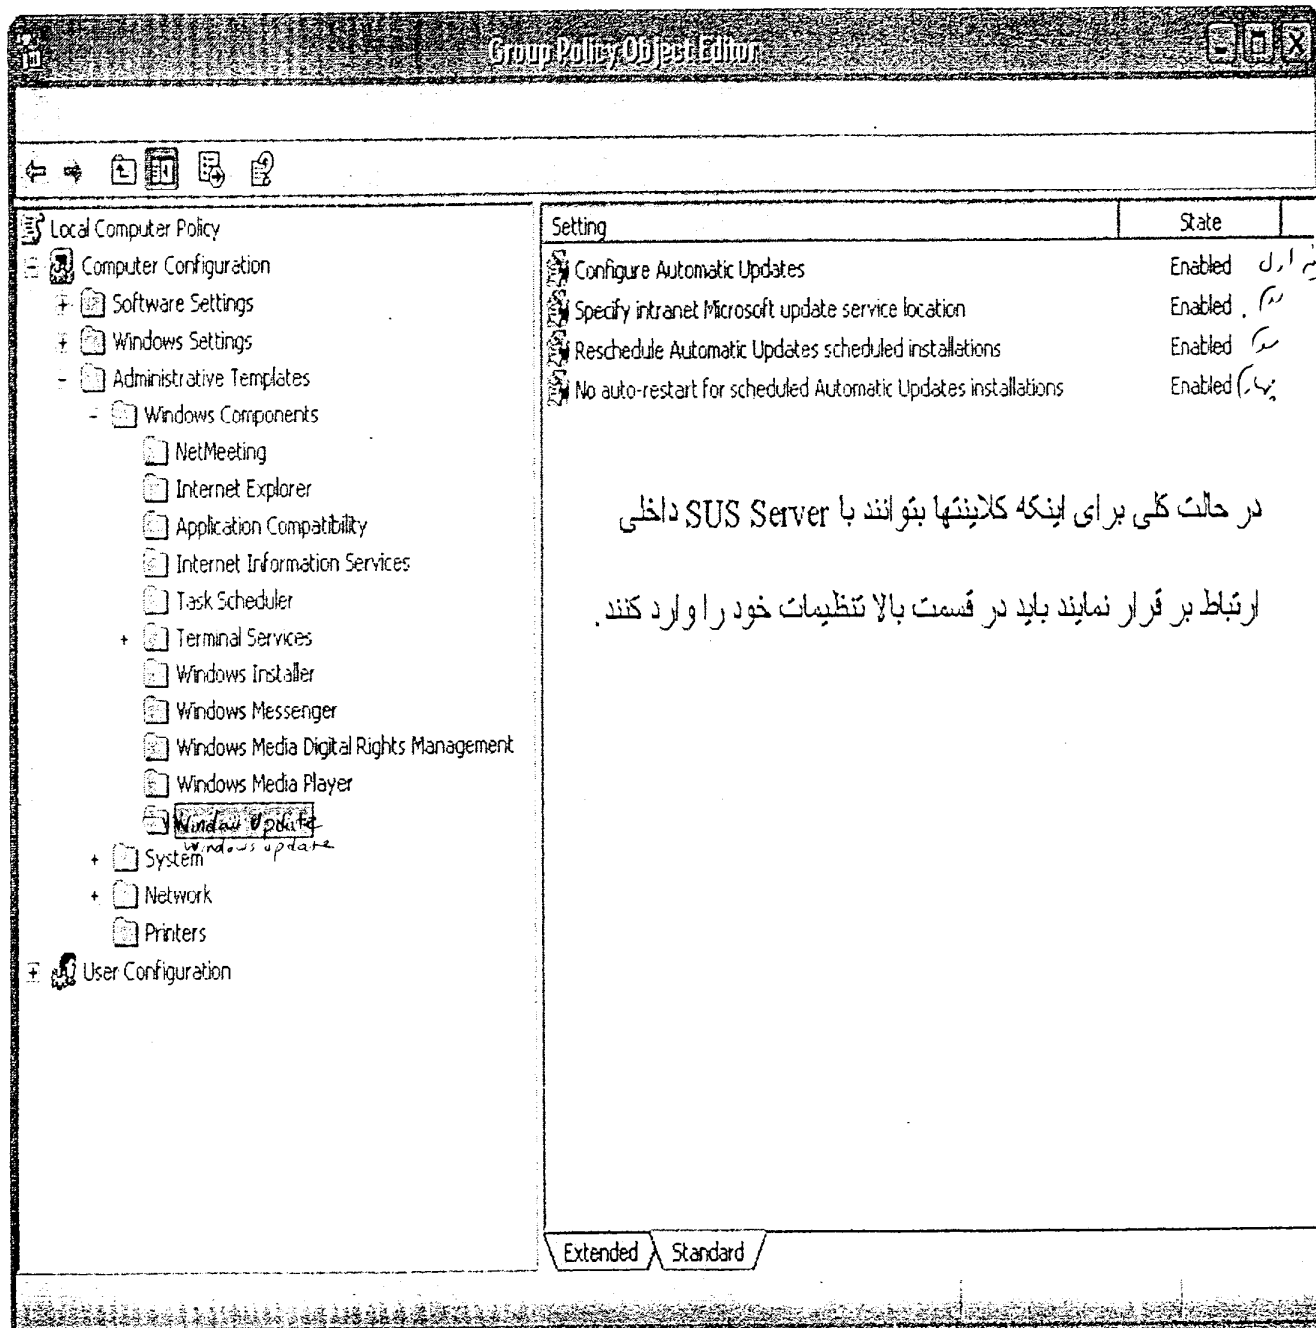 Group Policy Object Editor
Local Computer Policy
Computer Configuration
Software Settings
Windows Settings
Administrative Templates
Windows Components
NetMeeting
Internet Explorer
Application Compatibility
Internet Information Services
Task Scheduler
Terminal Services
Windows Installer
Windows Messenger
Windows Media Digital Rights Management
Windows Media Player
Window Update
windows update
System
Network
Printers
User Configuration
Setting State
Configure Automatic Updates Enabled اول
Specify intranet Microsoft update service location Enabled دوم
Reschedule Automatic Updates scheduled installations Enabled سوم
No auto-restart for scheduled Automatic Updates installations Enabled چهارم
در حالت کلی برای اینکه کلاینتها بتوانند با SUS Server داخلی
ارتباط بر قرار نمایند باید در قسمت بالا تنظیمات خود را وارد کنند.
Extended Standard